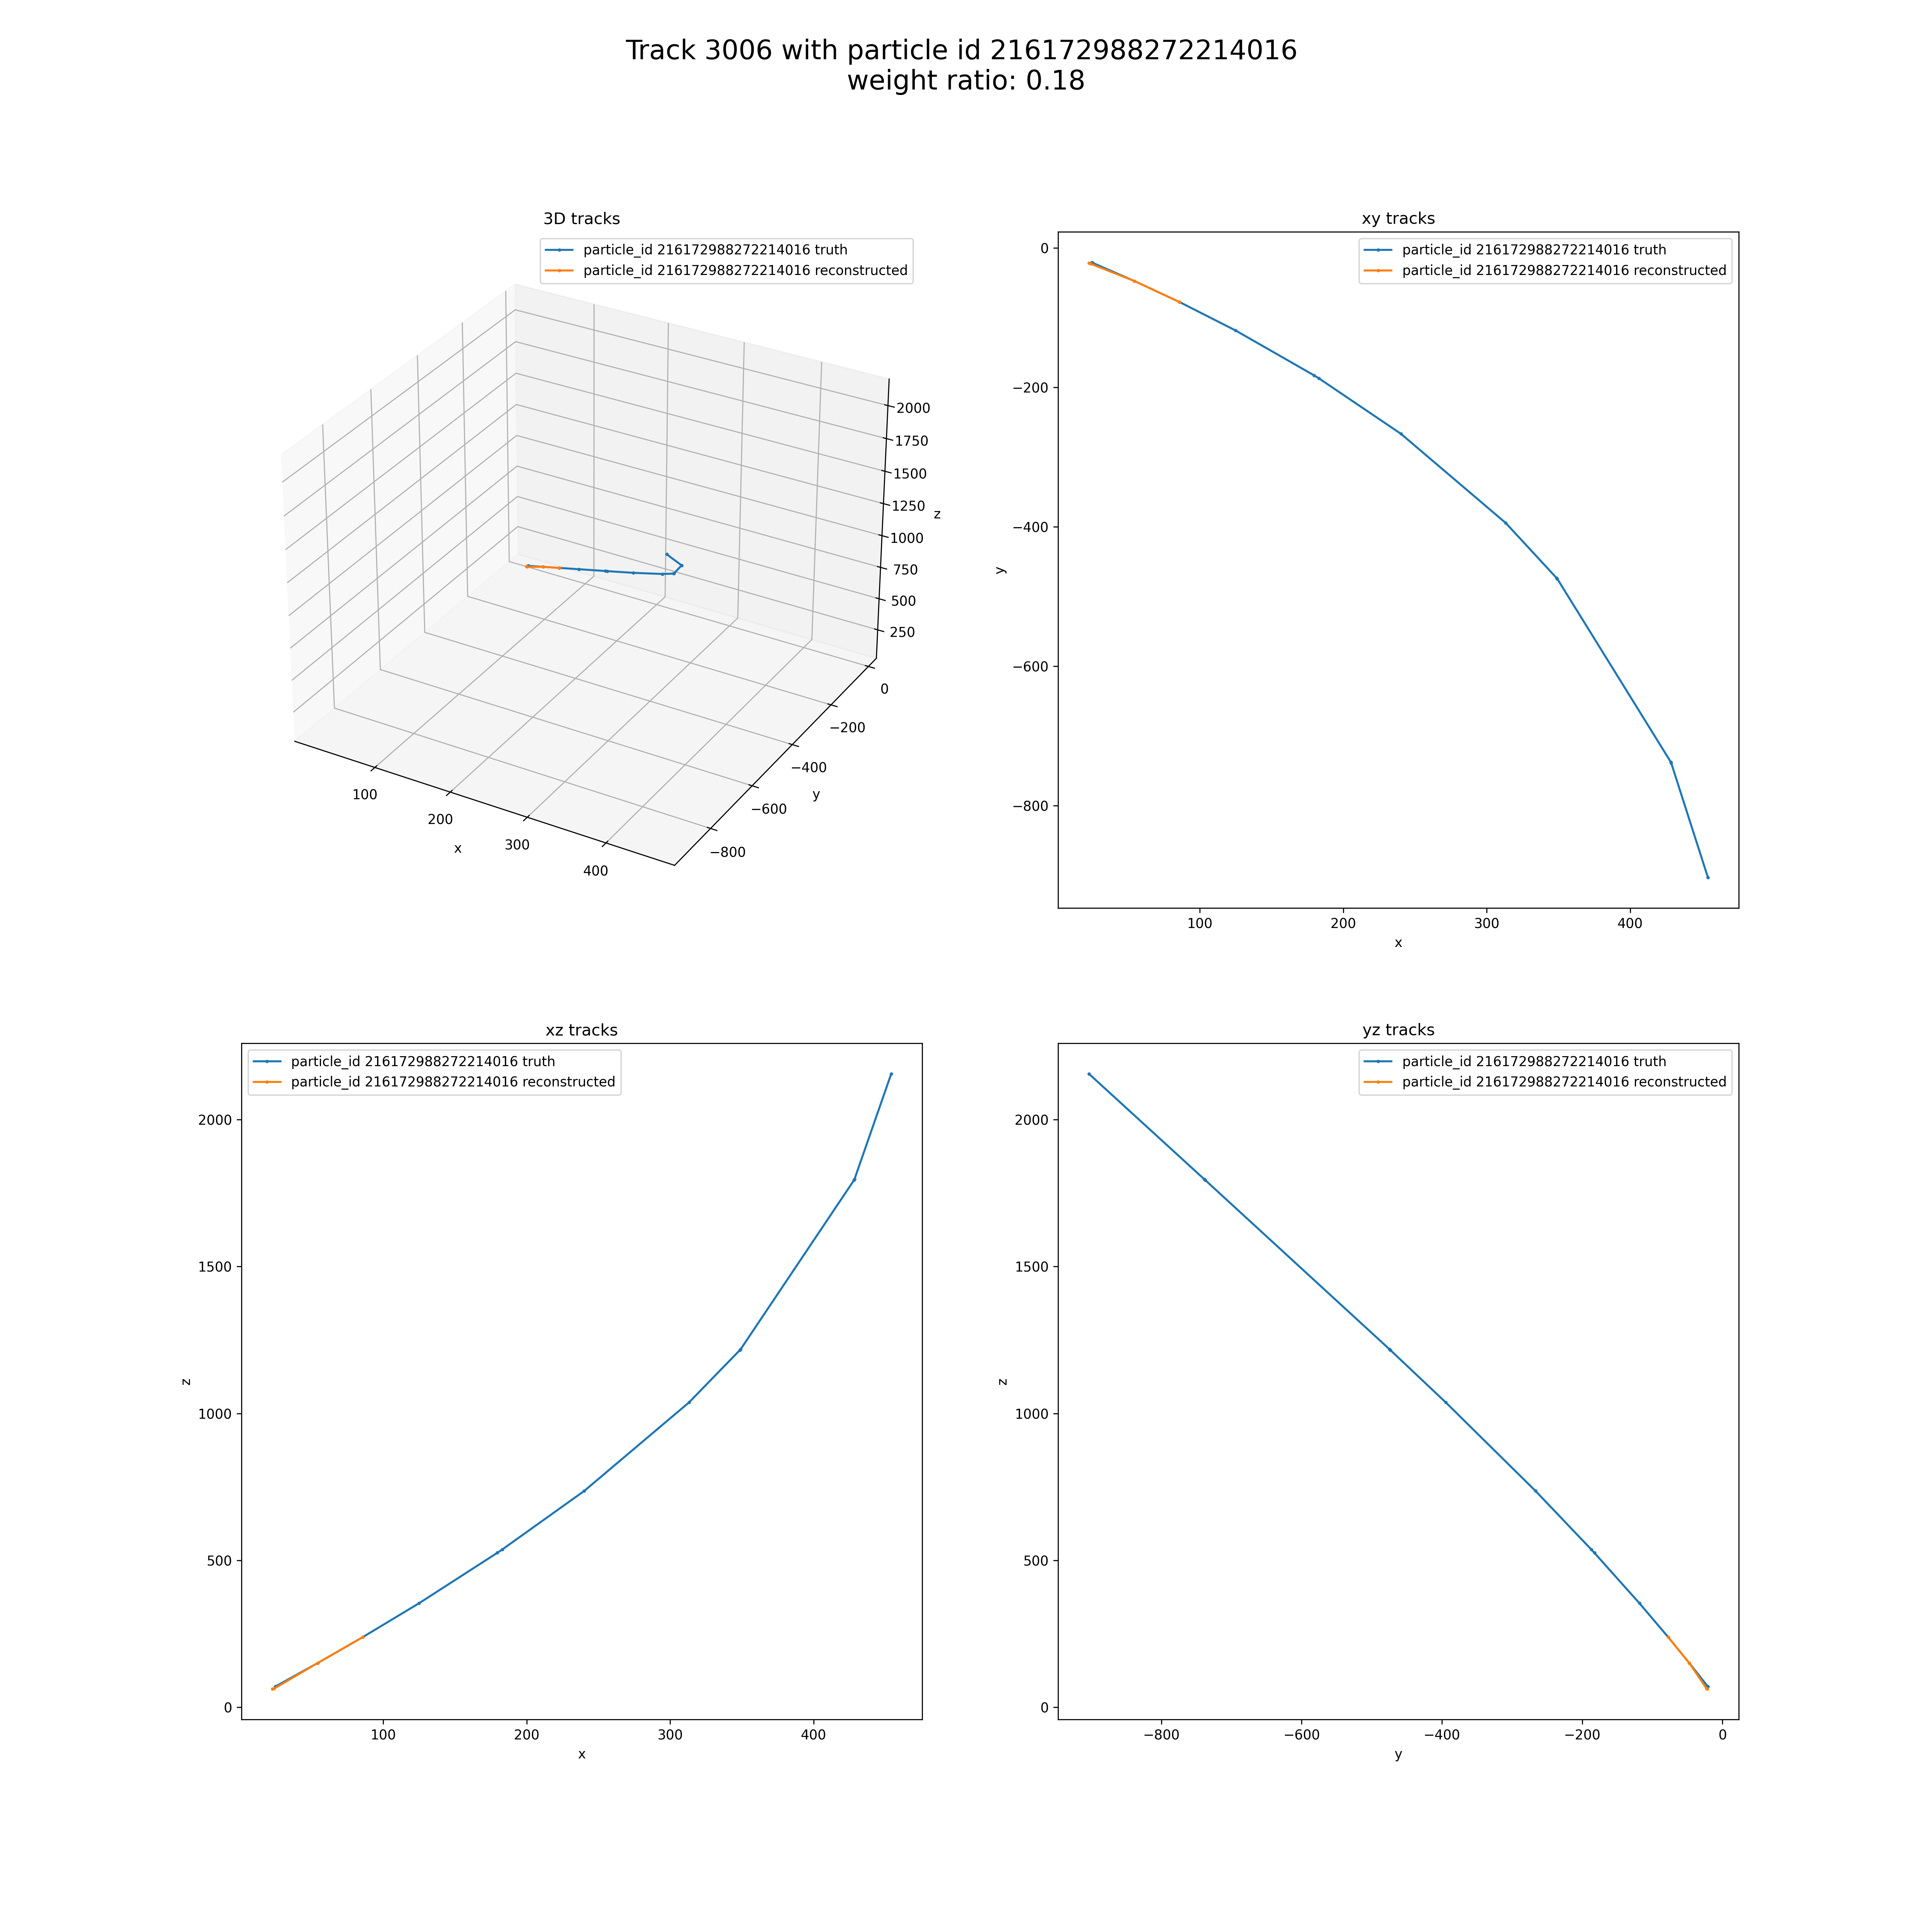 Track 3006 with particle id 216172988272214016
weight ratio: 0.18
3D tracks
particle_id 216172988272214016 truth
particle_id 216172988272214016 reconstructed
2000
1750
1500
1250
1000
750
500
250
z
0
−200
−400
−600
−800
y
100
200
300
400
x
xy tracks
particle_id 216172988272214016 truth
particle_id 216172988272214016 reconstructed
0
−200
−400
−600
−800
y
100 200 300 400
x
xz tracks
particle_id 216172988272214016 truth
particle_id 216172988272214016 reconstructed
2000
1500
1000
500
0
z
100 200 300 400
x
yz tracks
particle_id 216172988272214016 truth
particle_id 216172988272214016 reconstructed
2000
1500
1000
500
0
z
−800 −600 −400 −200 0
y